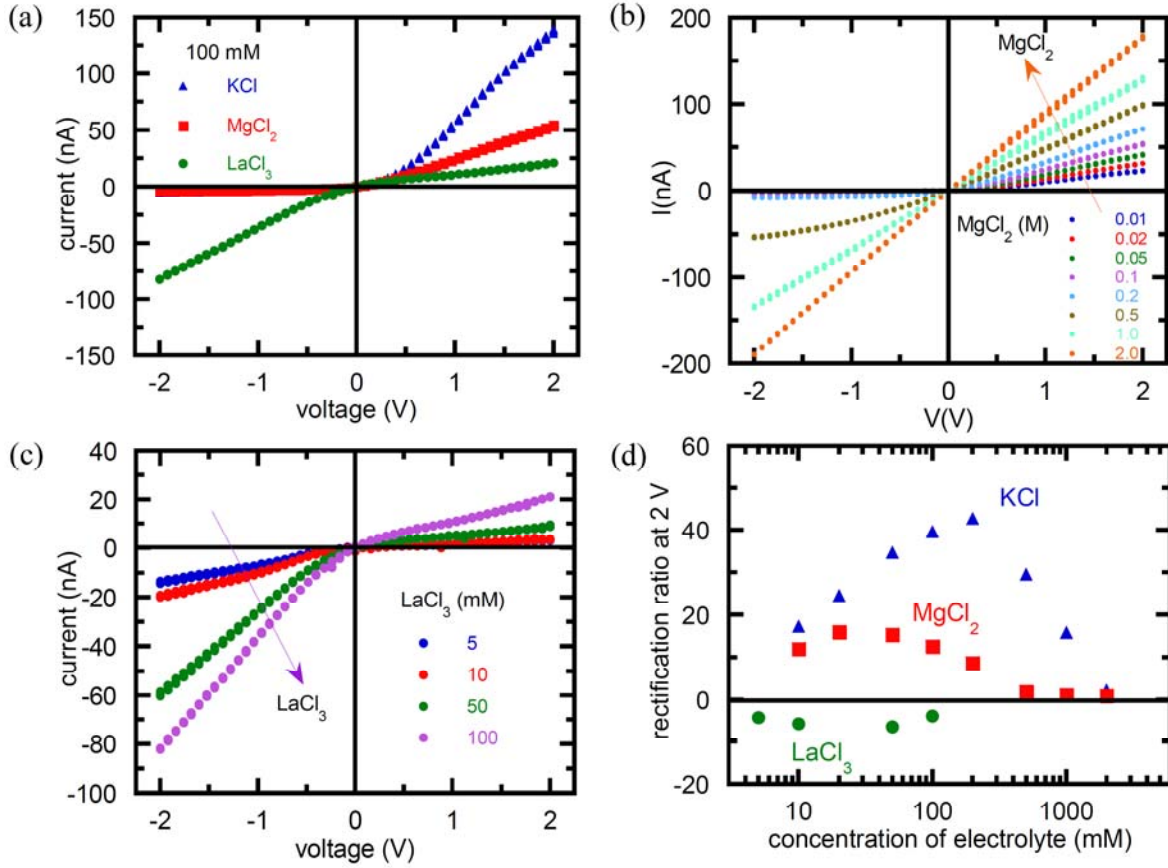 (a)
150
100
50
0
-50
-100
-150
current (nA)
100 mM
KCl
MgCl₂
LaCl₃
-2 -1 0 1 2
voltage (V)
(b)
200
100
0
-100
-200
I(nA)
MgCl₂
MgCl₂ (M)
0.01
0.02
0.05
0.1
0.2
0.5
1.0
2.0
-2 -1 0 1 2
V(V)
(c)
40
20
0
-20
-40
-60
-80
-100
current (nA)
LaCl₃
LaCl₃ (mM)
5
10
50
100
-2 -1 0 1 2
voltage (V)
(d)
60
40
20
0
-20
rectification ratio at 2 V
KCl
MgCl₂
LaCl₃
10 100 1000
concentration of electrolyte (mM)